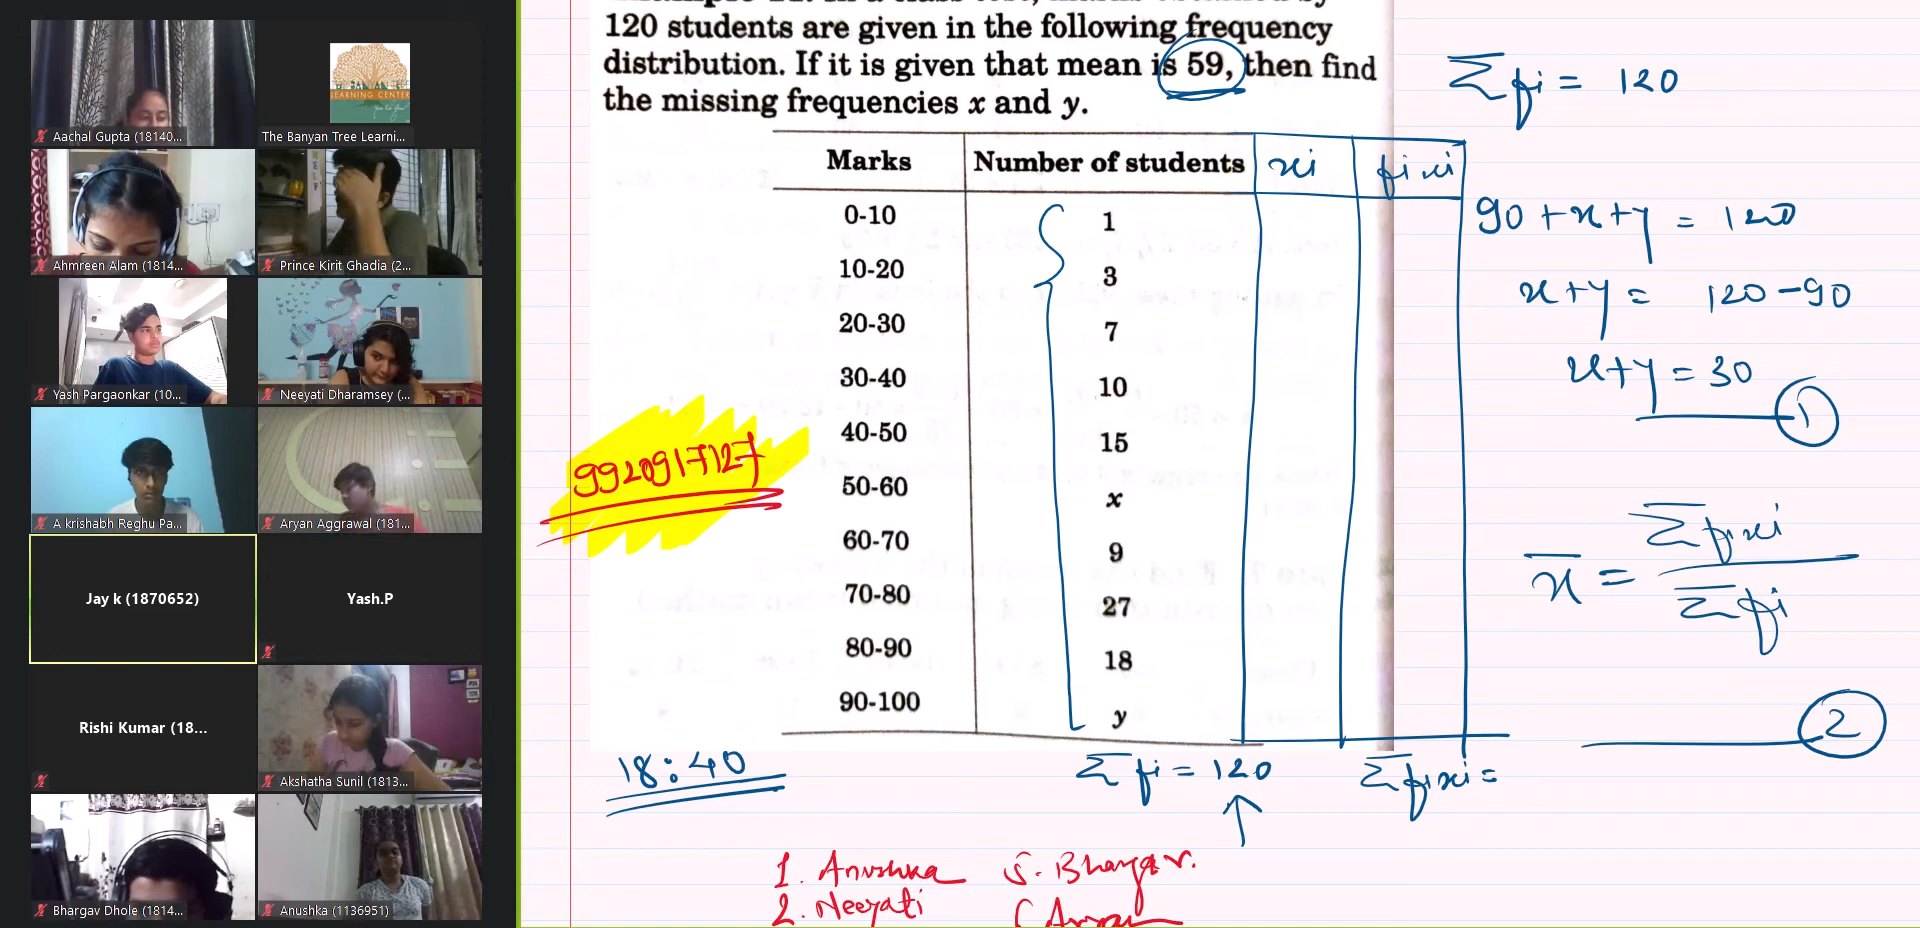 Aachal Gupta (18140...
LEARNING CENTER
The Banyan Tree Learni...
Ahmreen Alam (1814...
Prince Kirit Ghadia (2...
Yash Pargaonkar (10...
Neeyati Dharamsey (...
A krishabh Reghu Pa...
Aryan Aggrawal (181...
Jay k (1870652)
Yash.P
Rishi Kumar (18...
Akshatha Sunil (1813...
Bhargav Dhole (1814...
Anushka (1136951)
120 students are given in the following frequency
distribution. If it is given that mean is 59, then find
the missing frequencies x and y.
Marks Number of students xi fixi
0-10 1
10-20 3
20-30 7
30-40 10
40-50 15
50-60 x
60-70 9
70-80 27
80-90 18
90-100 y
Σfi = 120 Σfixi =
9920917127
18:40
Σfi = 120
90 + x + y = 120
x + y = 120 - 90
x + y = 30
1
x̄ = Σfixi / Σfi
2
1. Anushka 5. Bhargav.
2. Neeyati